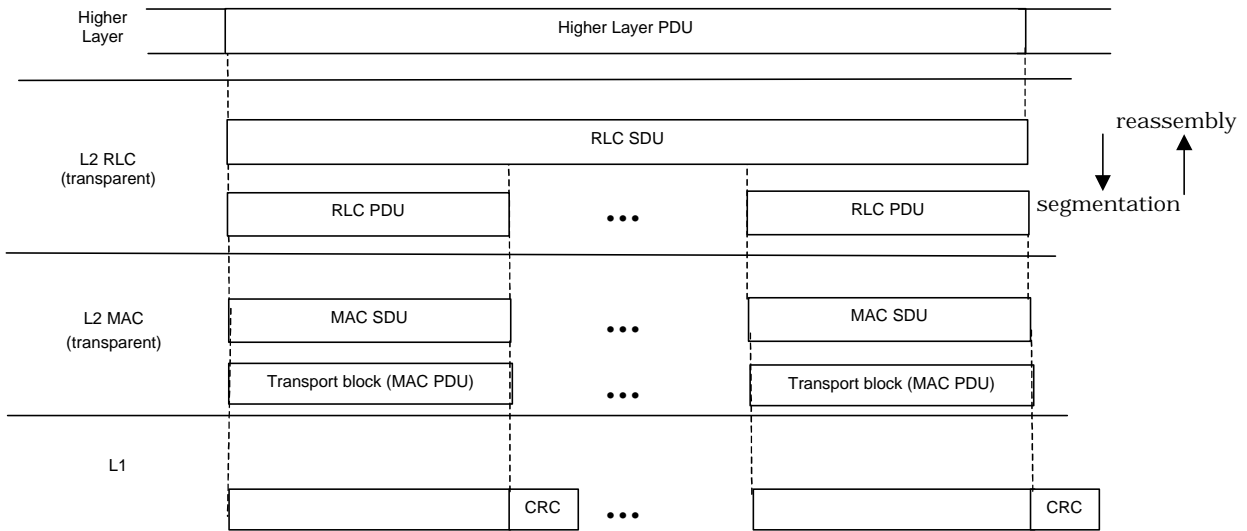 Higher
Layer
Higher Layer PDU
reassembly
RLC SDU
L2 RLC
(transparent)
RLC PDU
•••
RLC PDU
segmentation
L2 MAC
(transparent)
MAC SDU
•••
MAC SDU
Transport block (MAC PDU)
•••
Transport block (MAC PDU)
L1
CRC
•••
CRC